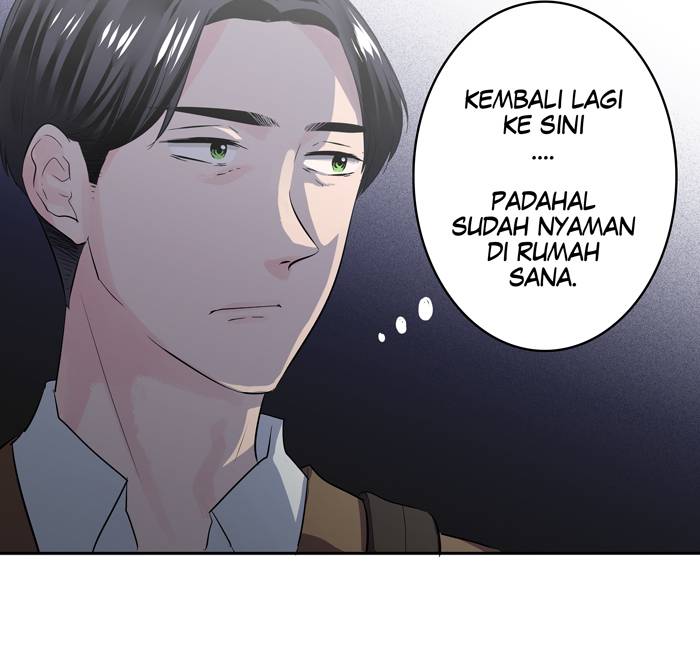 KEMBALI LAGI
KE SINI
....
PADAHAL
SUDAH NYAMAN
DI RUMAH
SANA.